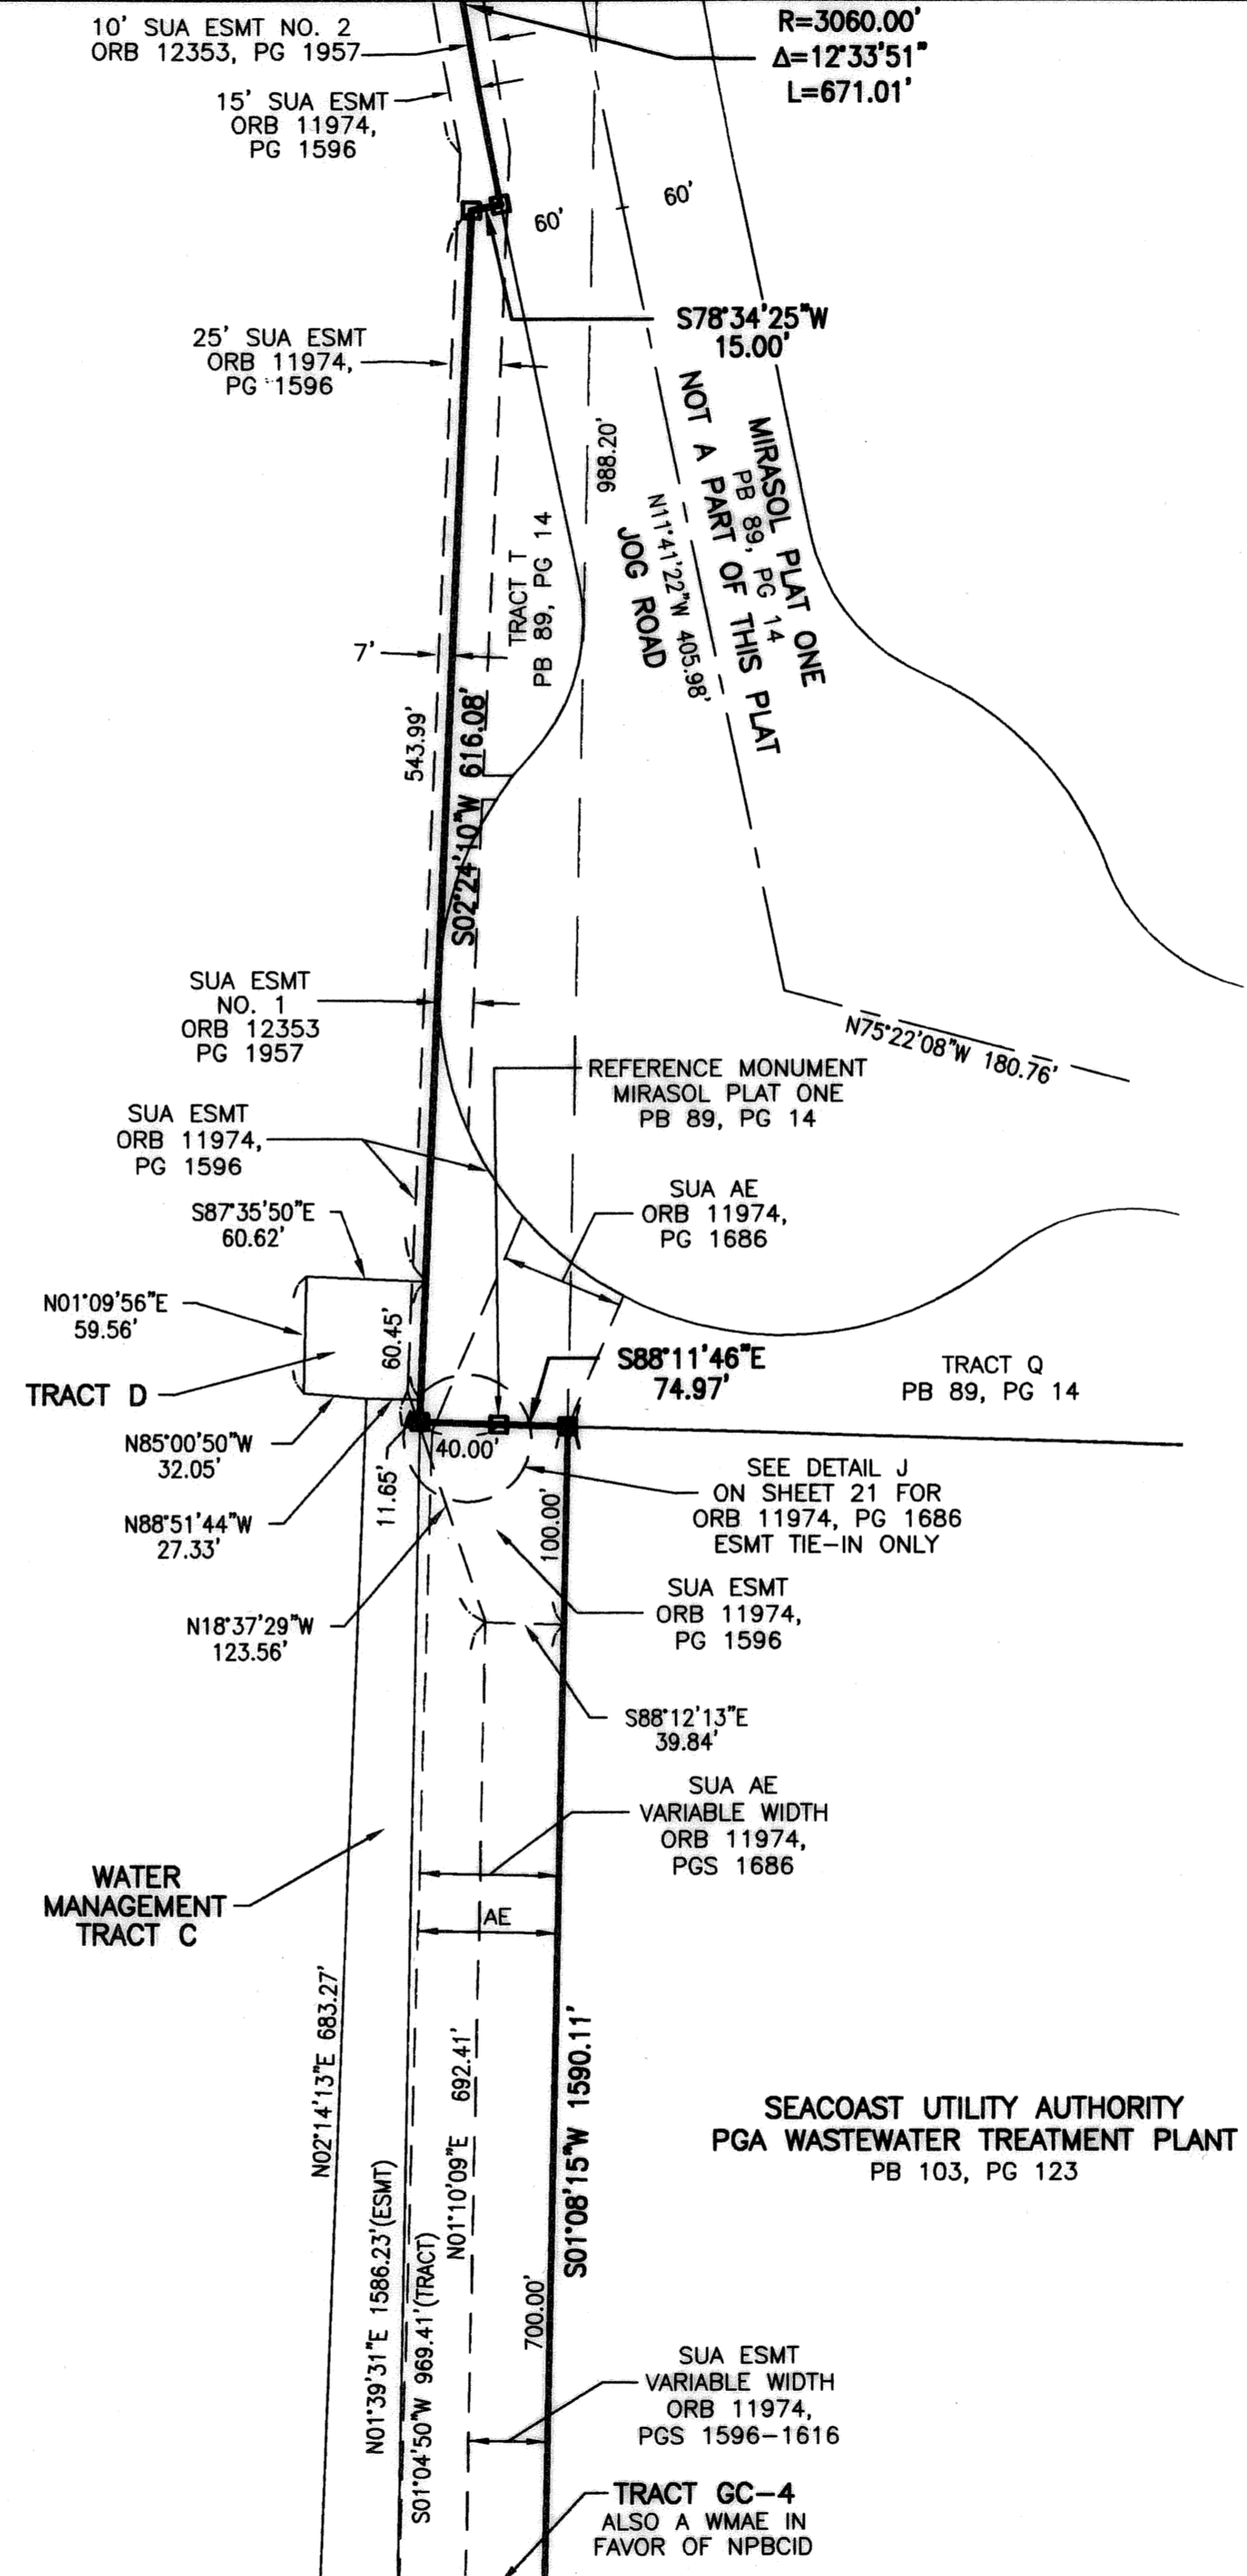 10' SUA ESMT NO. 2
ORB 12353, PG 1957
R=3060.00'
Δ=12°33'51"
L=671.01'
15' SUA ESMT
ORB 11974,
PG 1596
60'
60'
S78°34'25"W
15.00'
25' SUA ESMT
ORB 11974,
PG 1596
988.20'
MIRASOL PLAT ONE
PB 89, PG 14
NOT A PART OF THIS PLAT
N11°41'22"W 405.98'
JOG ROAD
TRACT T
PB 89, PG 14
7'
543.99'
S02°24'10"W 616.08'
SUA ESMT
NO. 1
ORB 12353
PG 1957
N75°22'08"W 180.76'
REFERENCE MONUMENT
MIRASOL PLAT ONE
PB 89, PG 14
SUA ESMT
ORB 11974,
PG 1596
SUA AE
ORB 11974,
PG 1686
S87°35'50"E
60.62'
N01°09'56"E
59.56'
60.45'
TRACT D
S88°11'46"E
74.97'
TRACT Q
PB 89, PG 14
N85°00'50"W
32.05'
40.00'
11.65'
100.00'
SEE DETAIL J
ON SHEET 21 FOR
ORB 11974, PG 1686
ESMT TIE-IN ONLY
N88°51'44"W
27.33'
SUA ESMT
ORB 11974,
PG 1596
N18°37'29"W
123.56'
S88°12'13"E
39.84'
SUA AE
VARIABLE WIDTH
ORB 11974,
PGS 1686
WATER
MANAGEMENT
TRACT C
AE
N02°14'13"E 683.27'
N01°39'31"E 1586.23'(ESMT)
S01°04'50"W 969.41'(TRACT)
N01°10'09"E 692.41'
S01°08'15"W 1590.11'
700.00'
SEACOAST UTILITY AUTHORITY
PGA WASTEWATER TREATMENT PLANT
PB 103, PG 123
SUA ESMT
VARIABLE WIDTH
ORB 11974,
PGS 1596-1616
TRACT GC-4
ALSO A WMAE IN
FAVOR OF NPBCID